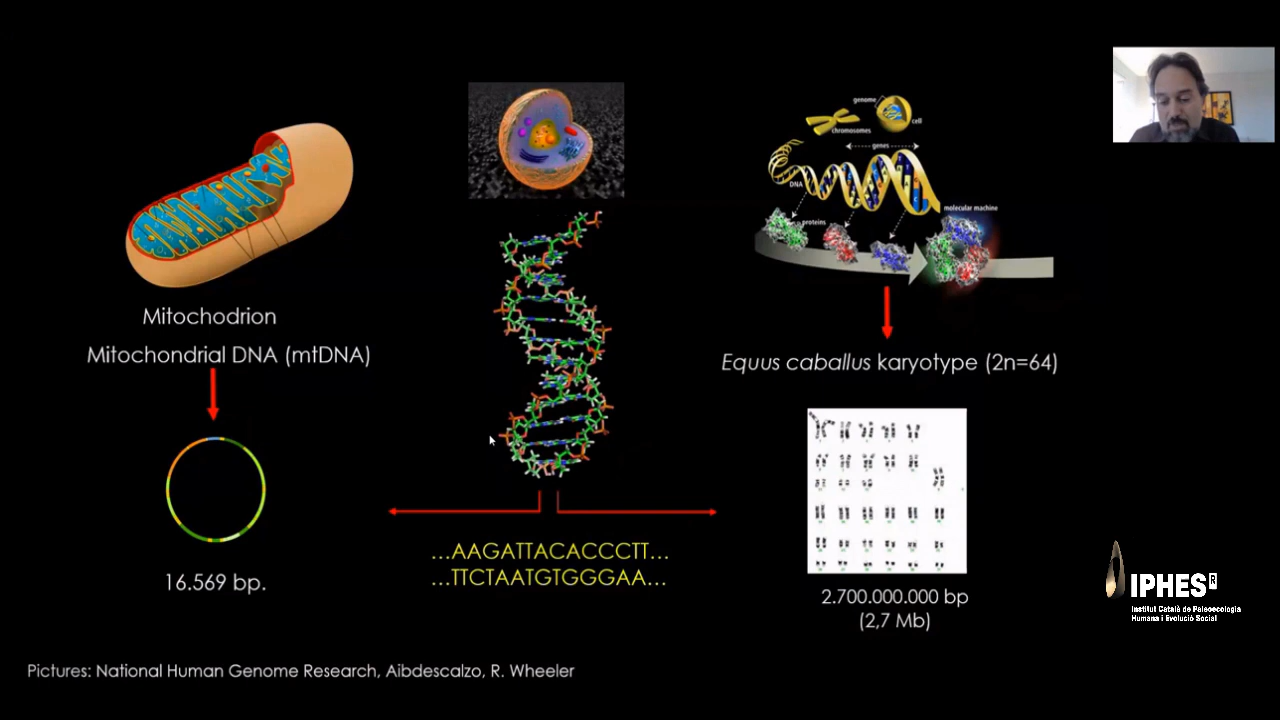 genome
cell
chromosomes
genes
DNA
proteins
molecular machine
Mitochodrion
Mitochondrial DNA (mtDNA)
16.569 bp.
...AAGATTACACCCTT...
...TTCTAATGTGGGAA...
Equus caballus karyotype (2n=64)
2.700.000.000 bp
(2,7 Mb)
IPHES R
Institut Català de Paleoecologia
Humana i Evolució Social
Pictures: National Human Genome Research, Aibdescalzo, R. Wheeler